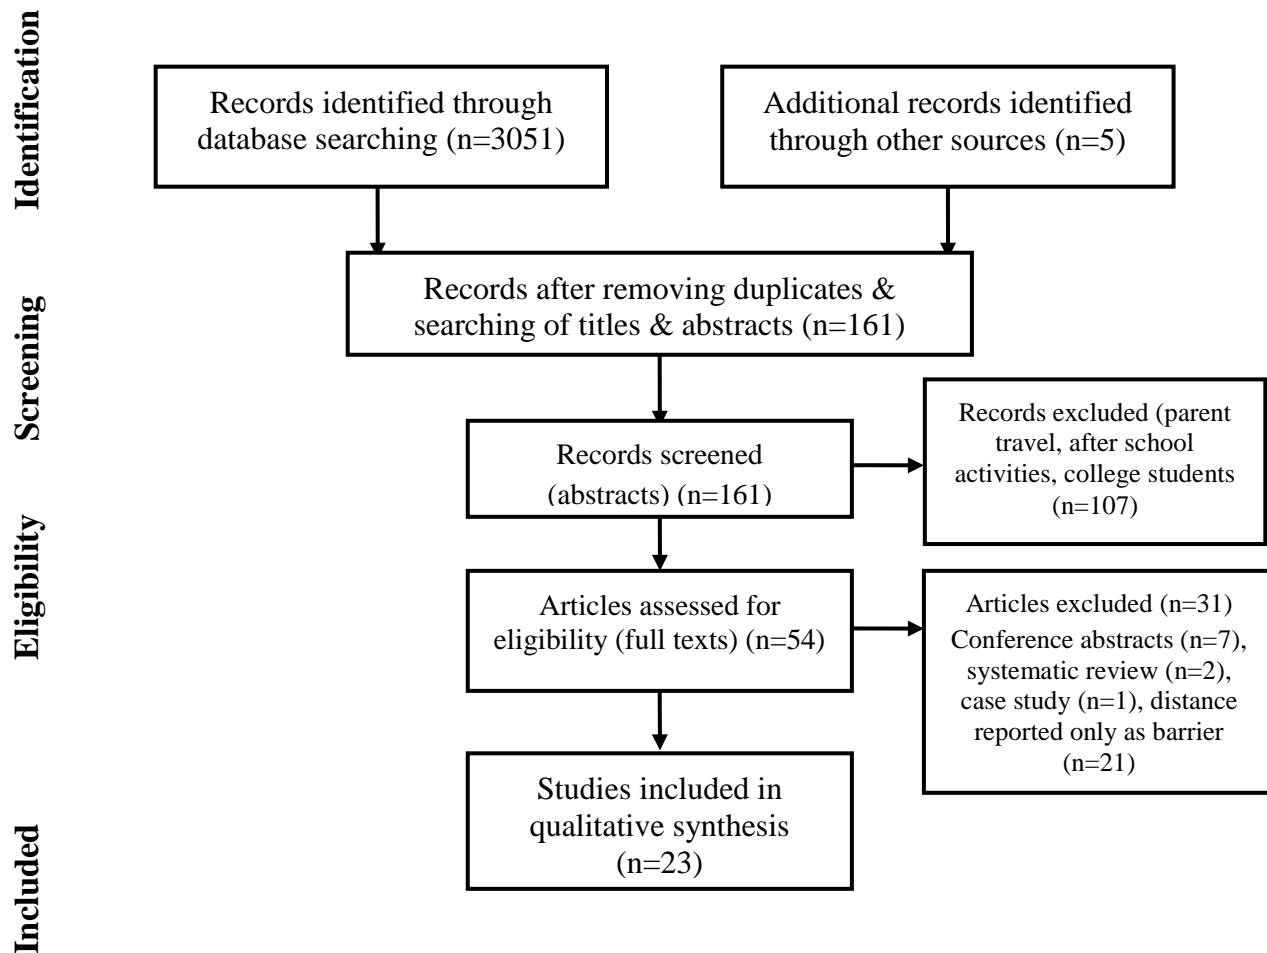 Identification
Records identified through
database searching (n=3051)
Additional records identified
through other sources (n=5)
Screening
Records after removing duplicates &
searching of titles & abstracts (n=161)
Records screened
(abstracts) (n=161)
Records excluded (parent
travel, after school
activities, college students
(n=107)
Eligibility
Articles assessed for
eligibility (full texts) (n=54)
Articles excluded (n=31)
Conference abstracts (n=7),
systematic review (n=2),
case study (n=1), distance
reported only as barrier
(n=21)
Included
Studies included in
qualitative synthesis
(n=23)